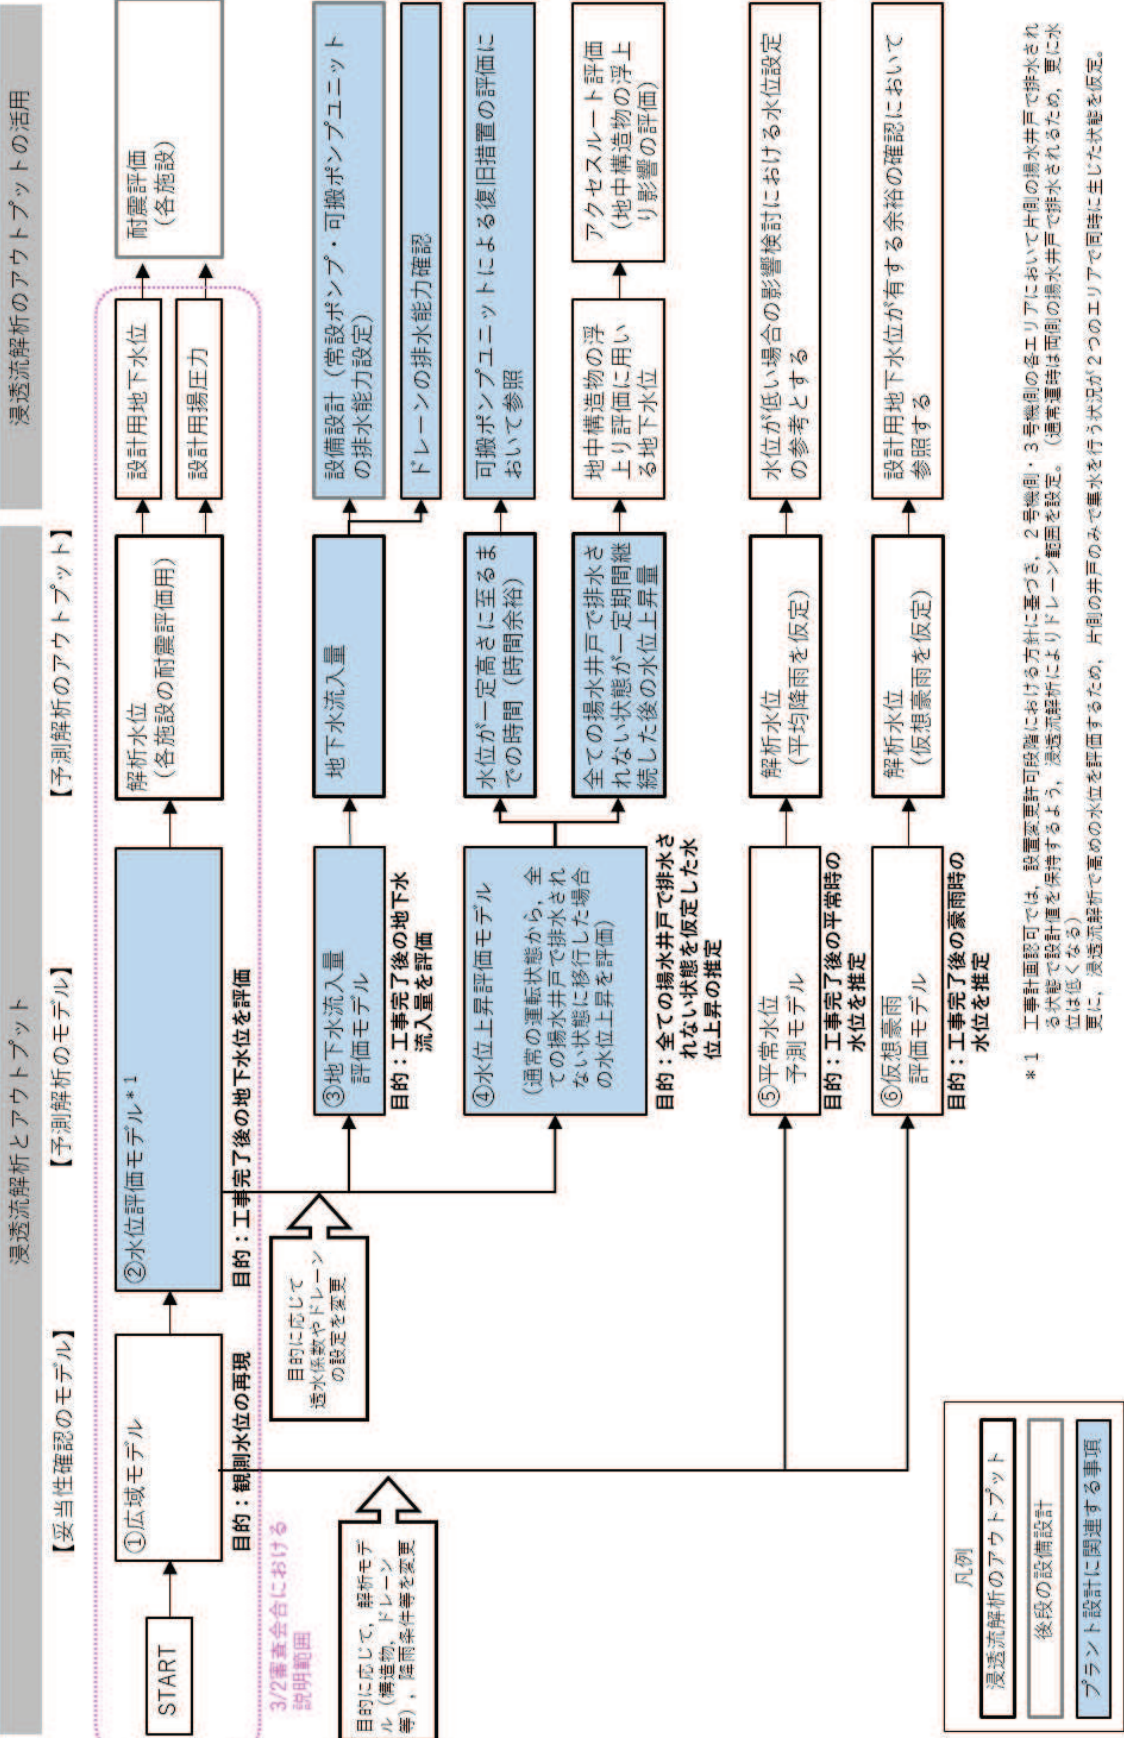 浸透流解析とアウトプット
浸透流解析のアウトプットの活用
【妥当性確認のモデル】
【予測解析のモデル】
【予測解析のアウトプット】
START
①広域モデル
目的：観測水位の再現
②水位評価モデル＊1
目的：工事完了後の地下水位を評価
解析水位
(各施設の耐震評価用)
設計用地下水位
設計用揚圧力
耐震評価
(各施設)
3/2審査会合における
説明範囲
目的に応じて
透水係数やドレーン
の設定を変更
③地下水流入量
評価モデル
目的：工事完了後の地下水
流入量を評価
地下水流入量
設備設計（常設ポンプ・可搬ポンプユニット
の排水能力設定)
ドレーンの排水能力確認
④水位上昇評価モデル
(通常の運転状態から，全
ての揚水井戸で排水され
ない状態に移行した場合
の水位上昇を評価)
目的：全ての揚水井戸で排水さ
れない状態を仮定した水
位上昇の推定
水位が一定高さに至るま
での時間（時間余裕)
可搬ポンプユニットによる復旧措置の評価に
おいて参照
全ての揚水井戸で排水さ
れない状態が一定期間継
続した後の水位上昇量
地中構造物の浮
上り評価に用い
る地下水位
アクセスルート評価
(地中構造物の浮上
り影響の評価)
目的に応じて，解析モデ
ル（構造物，ドレーン
等），降雨条件等を変更
⑤平常水位
予測モデル
目的：工事完了後の平常時の
水位を推定
解析水位
(平均降雨を仮定)
水位が低い場合の影響検討における水位設定
の参考とする
⑥仮想豪雨
評価モデル
目的：工事完了後の豪雨時の
水位を推定
解析水位
(仮想豪雨を仮定)
設計用地下水位が有する余裕の確認において
参照する
凡例
浸透流解析のアウトプット
後段の設備設計
プラント設計に関連する事項
＊1　工事計画認可では，設置変更許可段階における方針に基づき，2号機側・3号機側の各エリアにおいて片側の揚水井戸で排水され
る状態で設計値を保持するよう，浸透流解析によりドレーン範囲を設定。（通常運時は両側の揚水井戸で排水されるため，更に水
位は低くなる）
更に，浸透流解析で高めの水位を評価するため，片側の井戸のみで集水を行う状況が2つのエリアで同時に生じた状態を仮定。